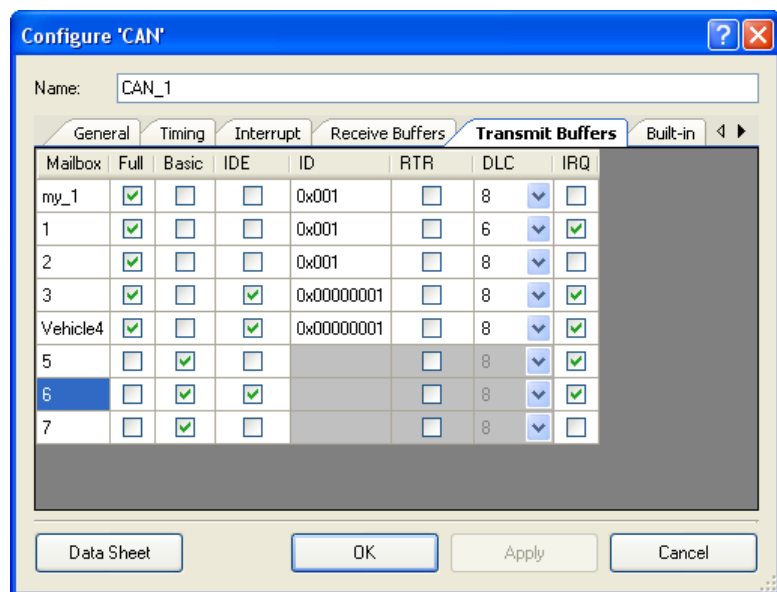 Configure 'CAN'
Name: CAN_1
General Timing Interrupt Receive Buffers Transmit Buffers Built-in
Mailbox Full Basic IDE ID RTR DLC IRQ
my_1 0x001 8
1 0x001 6
2 0x001 8
3 0x00000001 8
Vehicle4 0x00000001 8
5 8
6 8
7 8
Data Sheet OK Apply Cancel